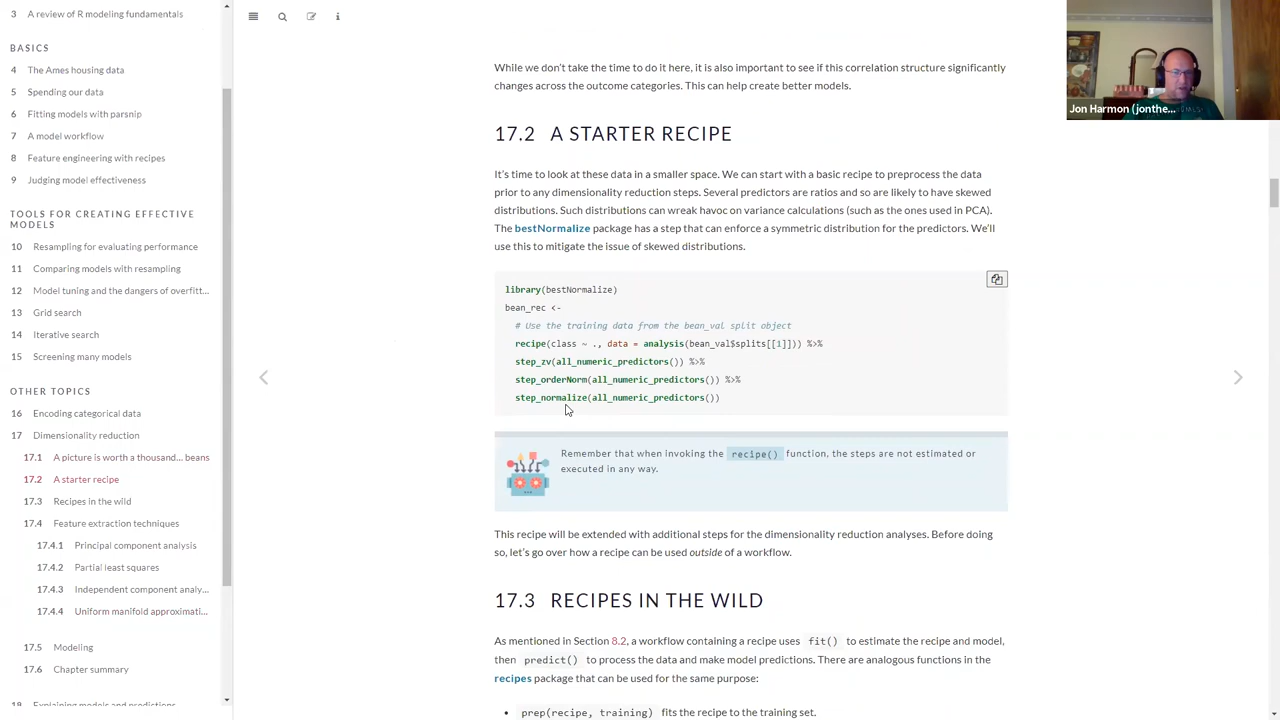 3 A review of R modeling fundamentals
BASICS
4 The Ames housing data
5 Spending our data
6 Fitting models with parsnip
7 A model workflow
8 Feature engineering with recipes
9 Judging model effectiveness
TOOLS FOR CREATING EFFECTIVE
MODELS
10 Resampling for evaluating performance
11 Comparing models with resampling
12 Model tuning and the dangers of overfitt...
13 Grid search
14 Iterative search
15 Screening many models
OTHER TOPICS
16 Encoding categorical data
17 Dimensionality reduction
17.1 A picture is worth a thousand... beans
17.2 A starter recipe
17.3 Recipes in the wild
17.4 Feature extraction techniques
17.4.1 Principal component analysis
17.4.2 Partial least squares
17.4.3 Independent component analy...
17.4.4 Uniform manifold approximati...
17.5 Modeling
17.6 Chapter summary
18 Explaining models and predictions
While we don't take the time to do it here, it is also important to see if this correlation structure significantly
changes across the outcome categories. This can help create better models.
17.2 A STARTER RECIPE
It's time to look at these data in a smaller space. We can start with a basic recipe to preprocess the data
prior to any dimensionality reduction steps. Several predictors are ratios and so are likely to have skewed
distributions. Such distributions can wreak havoc on variance calculations (such as the ones used in PCA).
The bestNormalize package has a step that can enforce a symmetric distribution for the predictors. We'll
use this to mitigate the issue of skewed distributions.
library(bestNormalize)
bean_rec <-
# Use the training data from the bean_val split object
recipe(class ~ ., data = analysis(bean_val$splits[[1]])) %>%
step_zv(all_numeric_predictors()) %>%
step_orderNorm(all_numeric_predictors()) %>%
step_normalize(all_numeric_predictors())
Remember that when invoking the recipe() function, the steps are not estimated or
executed in any way.
This recipe will be extended with additional steps for the dimensionality reduction analyses. Before doing
so, let's go over how a recipe can be used outside of a workflow.
17.3 RECIPES IN THE WILD
As mentioned in Section 8.2, a workflow containing a recipe uses fit() to estimate the recipe and model,
then predict() to process the data and make model predictions. There are analogous functions in the
recipes package that can be used for the same purpose:
• prep(recipe, training) fits the recipe to the training set.
Jon Harmon (jonthe...